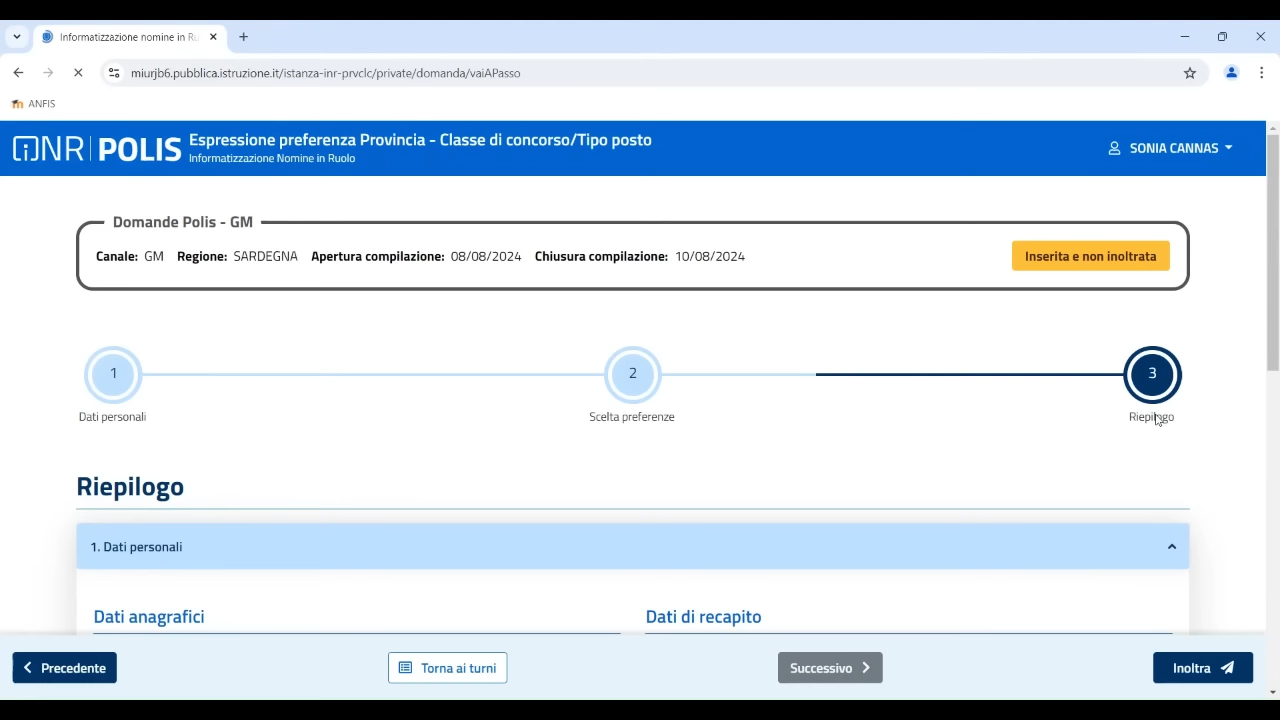 Informatizzazione nomine in Ru
miurjb6.pubblica.istruzione.it/istanza-inr-prvclc/private/domanda/vaiAPasso
ANFIS
INR POLIS
Espressione preferenza Provincia - Classe di concorso/Tipo posto
Informatizzazione Nomine in Ruolo
SONIA CANNAS
Domande Polis - GM
Canale: GM Regione: SARDEGNA Apertura compilazione: 08/08/2024 Chiusura compilazione: 10/08/2024
Inserita e non inoltrata
1
2
3
Dati personali
Scelta preferenze
Riepilogo
Riepilogo
1. Dati personali
Dati anagrafici
Dati di recapito
Precedente
Torna ai turni
Successivo
Inoltra